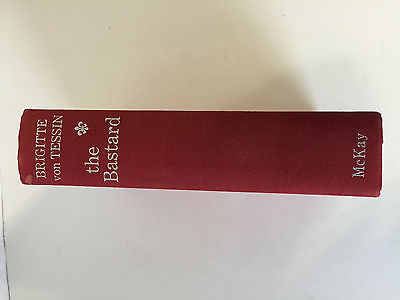 BRIGITTE
von TESSIN
the
Bastard
McKay